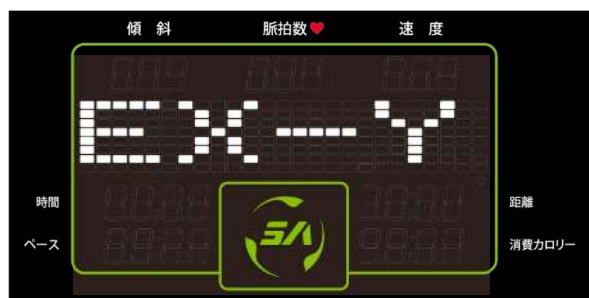 傾 斜 脈拍数❤ 速 度
EX-Y
時間 距離
SA
ペース 消費カロリー